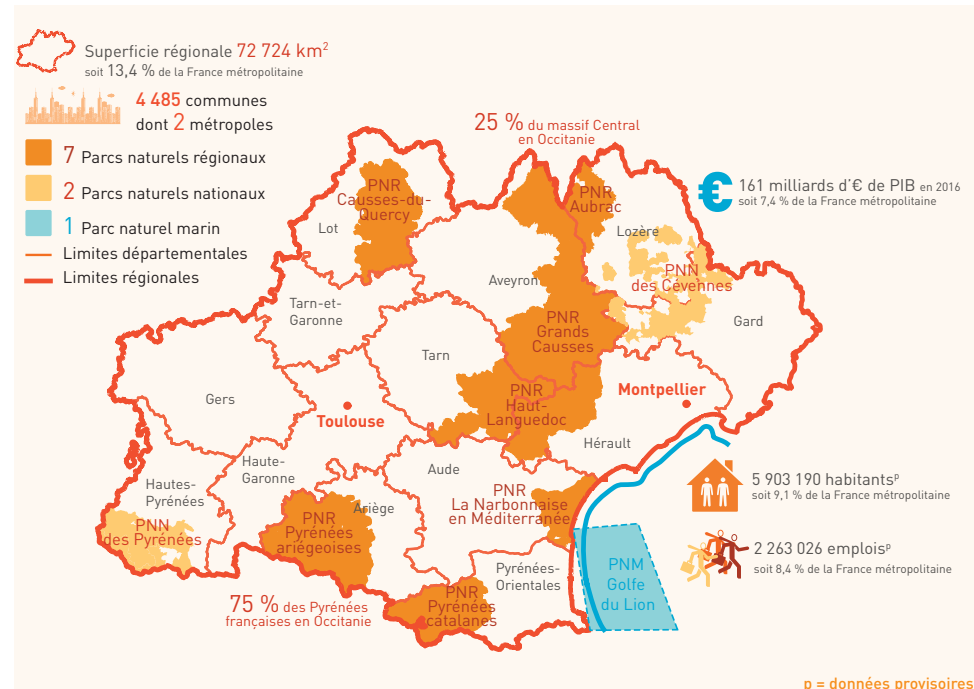 Superficie régionale 72 724 km²
soit 13,4 % de la France métropolitaine
4 485 communes
dont 2 métropoles
7 Parcs naturels régionaux
2 Parcs naturels nationaux
1 Parc naturel marin
Limites départementales
Limites régionales
25 % du massif Central
en Occitanie
€ 161 milliards d'€ de PIB en 2016
soit 7,4 % de la France métropolitaine
PNR
Causses-du-
Quercy
Lot
PNR
Aubrac
Lozère
PNN
des Cévennes
Aveyron
Tarn-et-
Garonne
PNR
Grands
Causses
Gard
Tarn
Gers
Toulouse
PNR
Haut-
Languedoc
Montpellier
Hérault
Haute-
Garonne
Aude
Hautes-
Pyrénées
PNN
des Pyrénées
Ariège
PNR
Pyrénées
ariégeoises
PNR
La Narbonnaise
en Méditerranée
5 903 190 habitantsᵖ
soit 9,1 % de la France métropolitaine
2 263 026 emploisᵖ
soit 8,4 % de la France métropolitaine
Pyrénées-
Orientales
PNM
Golfe
du Lion
75 % des Pyrénées
françaises en Occitanie
PNR
Pyrénées
catalanes
p = données provisoires